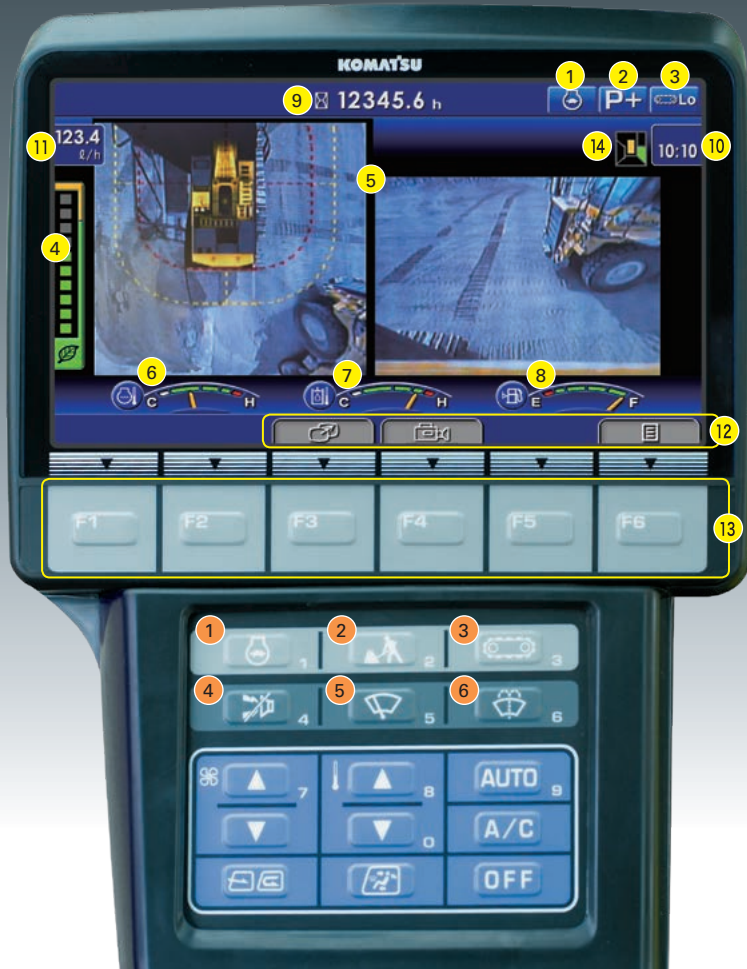 KOMATSU
1 2 3
9 12345.6 h P+ Lo
11 123.4 ℓ/h 14 10:10 10
5
4
6 7 8
C H C H E F
12
F1 F2 F3 F4 F5 F6
13
1 1 2 2 3 3
4 4 5 5 6 6
7 8 AUTO 9
0 A/C
OFF